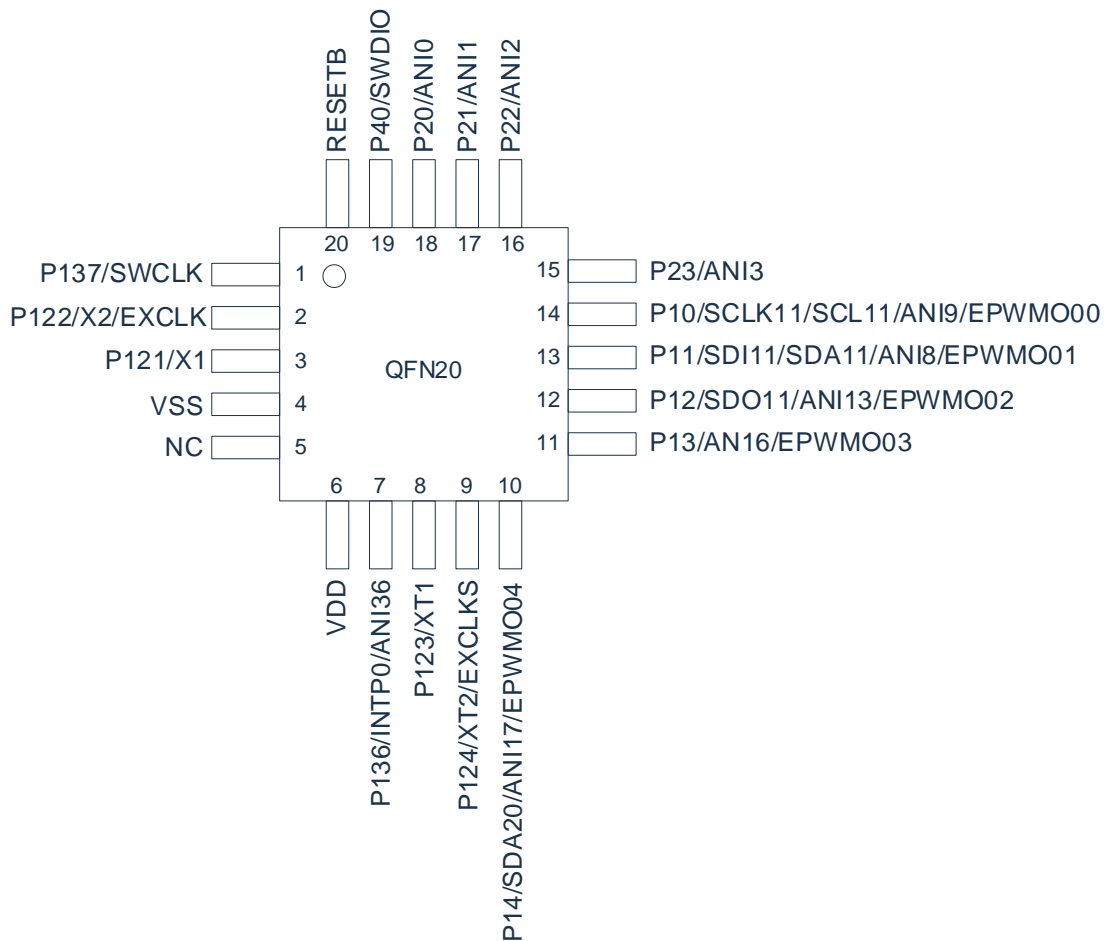 RESETB
P40/SWDIO
P20/ANI0
P21/ANI1
P22/ANI2
20
19
18
17
16
P137/SWCLK
1
P122/X2/EXCLK
2
P121/X1
3
VSS
4
NC
5
QFN20
15
P23/ANI3
14
P10/SCLK11/SCL11/ANI9/EPWMO00
13
P11/SDI11/SDA11/ANI8/EPWMO01
12
P12/SDO11/ANI13/EPWMO02
11
P13/AN16/EPWMO03
6
7
8
9
10
VDD
P136/INTP0/ANI36
P123/XT1
P124/XT2/EXCLKS
P14/SDA20/ANI17/EPWMO04